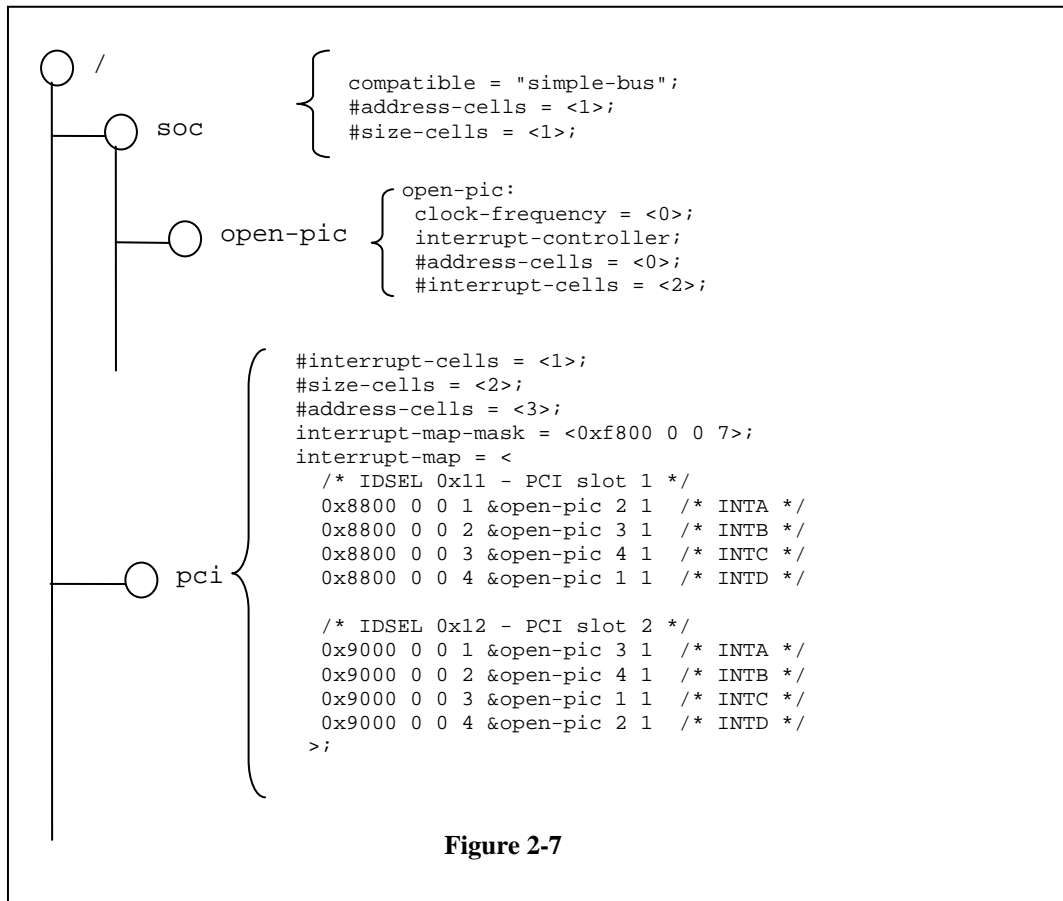 /
compatible = "simple-bus";
#address-cells = <1>;
#size-cells = <1>;
soc
open-pic:
clock-frequency = <0>;
interrupt-controller;
#address-cells = <0>;
#interrupt-cells = <2>;
open-pic
#interrupt-cells = <1>;
#size-cells = <2>;
#address-cells = <3>;
interrupt-map-mask = <0xf800 0 0 7>;
interrupt-map = <
/* IDSEL 0x11 - PCI slot 1 */
0x8800 0 0 1 &open-pic 2 1 /* INTA */
0x8800 0 0 2 &open-pic 3 1 /* INTB */
0x8800 0 0 3 &open-pic 4 1 /* INTC */
0x8800 0 0 4 &open-pic 1 1 /* INTD */
/* IDSEL 0x12 - PCI slot 2 */
0x9000 0 0 1 &open-pic 3 1 /* INTA */
0x9000 0 0 2 &open-pic 4 1 /* INTB */
0x9000 0 0 3 &open-pic 1 1 /* INTC */
0x9000 0 0 4 &open-pic 2 1 /* INTD */
>;
pci
Figure 2-7